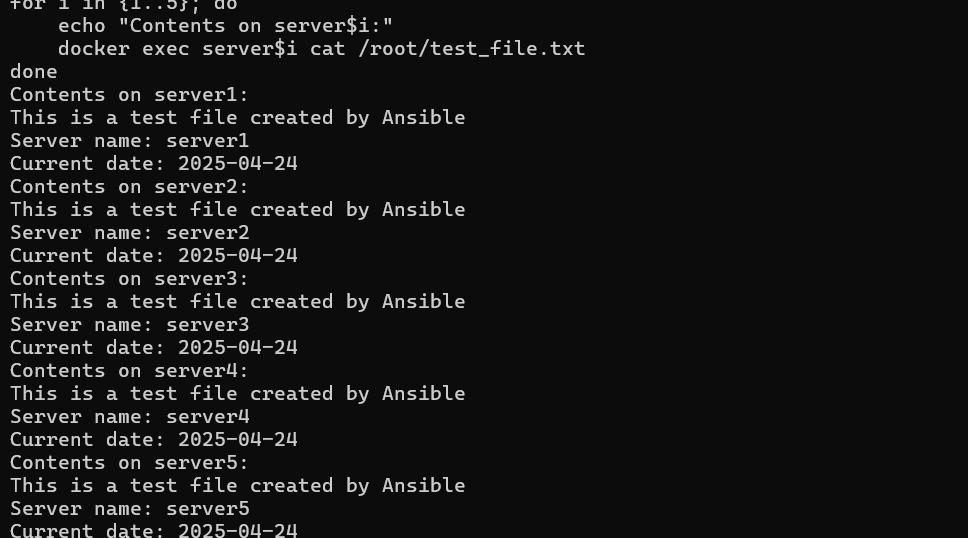 for i in {1..5}; do
    echo "Contents on server$i:"
    docker exec server$i cat /root/test_file.txt
done
Contents on server1:
This is a test file created by Ansible
Server name: server1
Current date: 2025-04-24
Contents on server2:
This is a test file created by Ansible
Server name: server2
Current date: 2025-04-24
Contents on server3:
This is a test file created by Ansible
Server name: server3
Current date: 2025-04-24
Contents on server4:
This is a test file created by Ansible
Server name: server4
Current date: 2025-04-24
Contents on server5:
This is a test file created by Ansible
Server name: server5
Current date: 2025-04-24